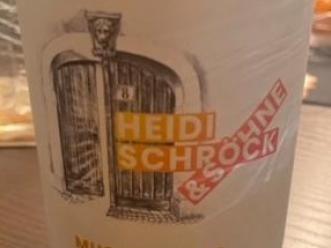 8
HEIDI
SCHRÖCK
& SÖHNE